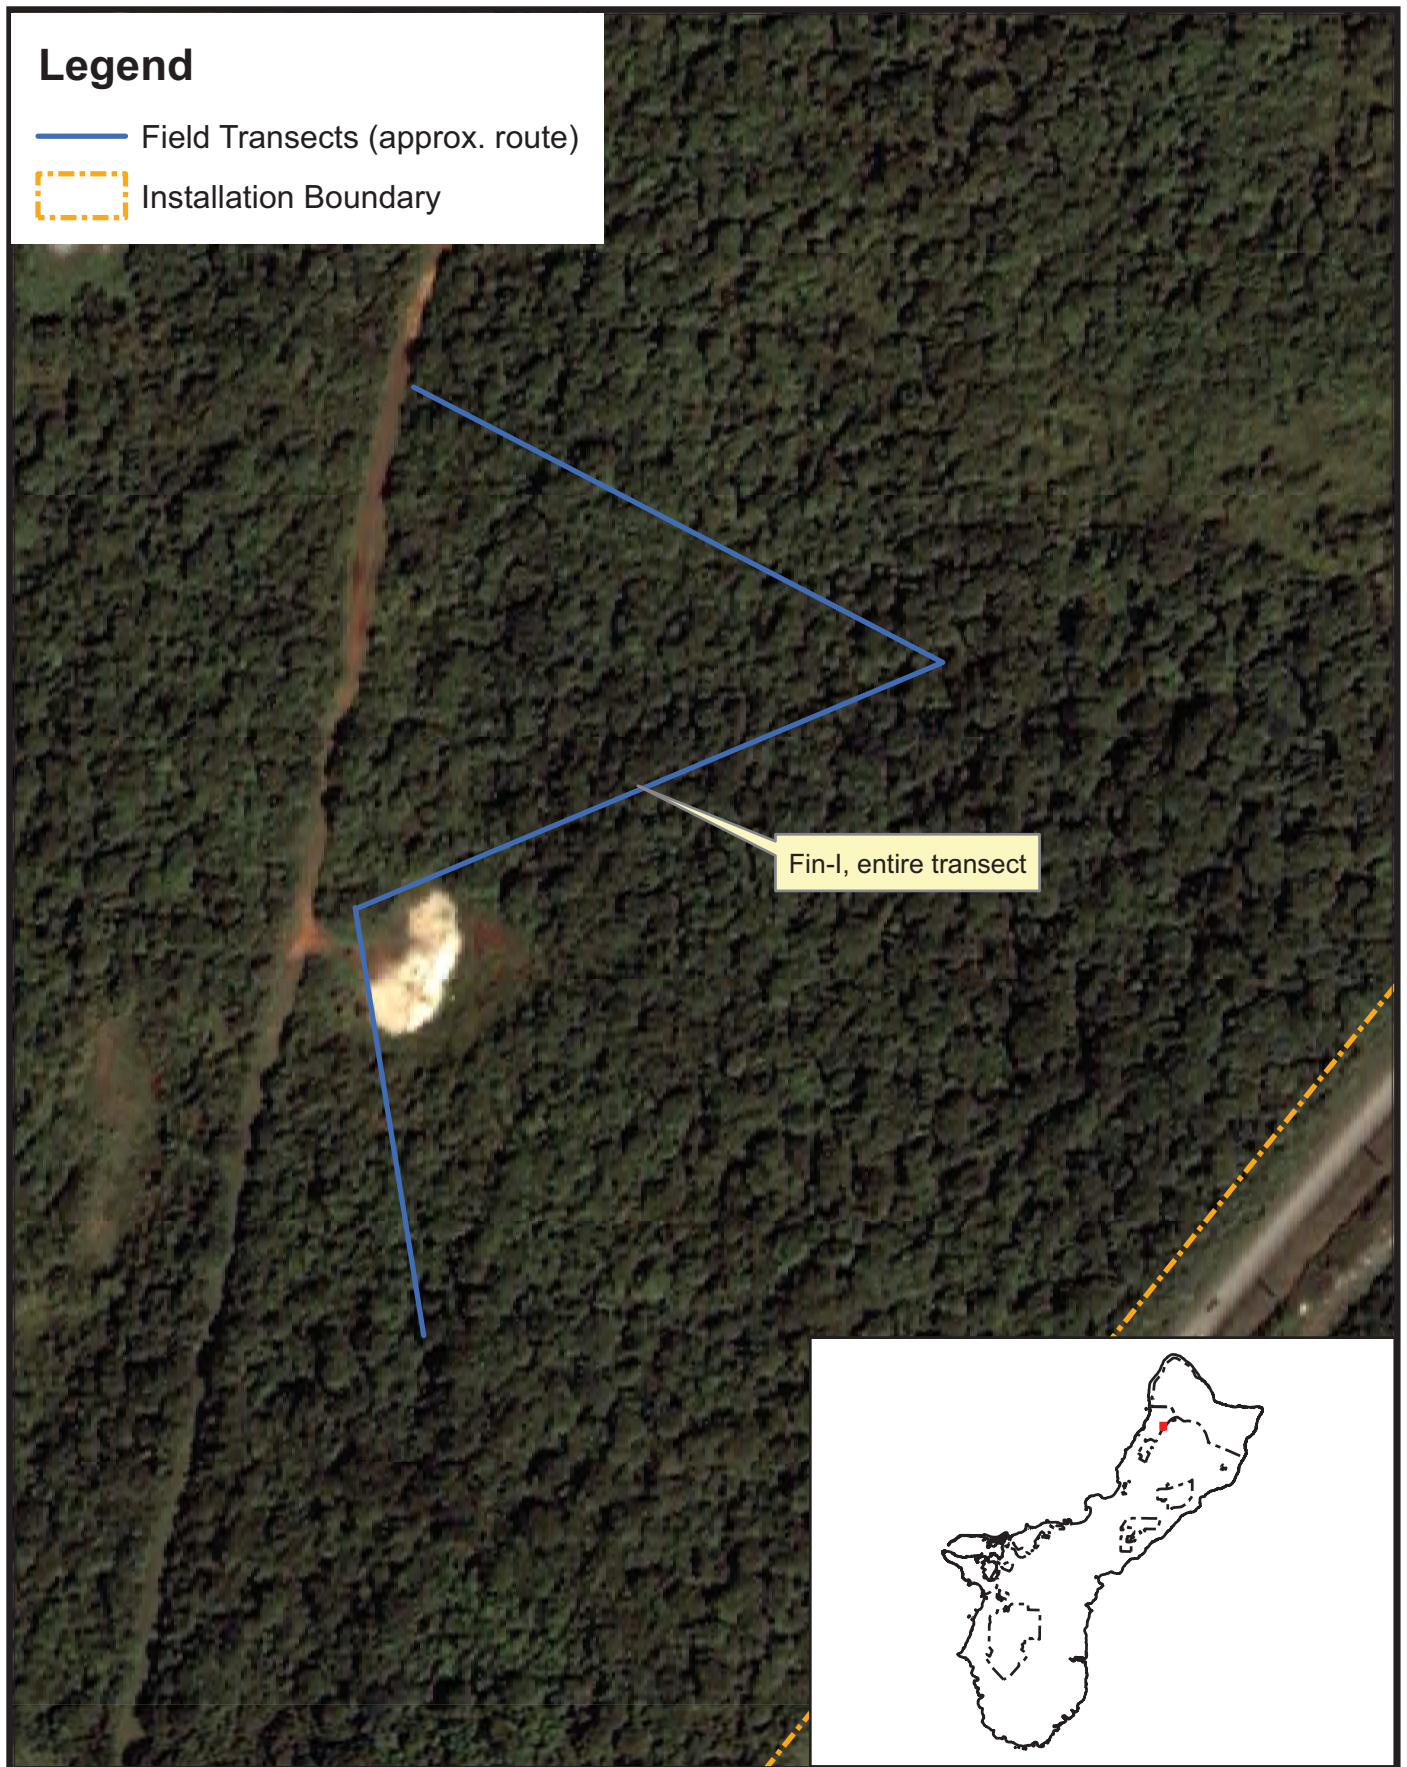 Legend
Field Transects (approx. route)
Installation Boundary
Fin-I, entire transect